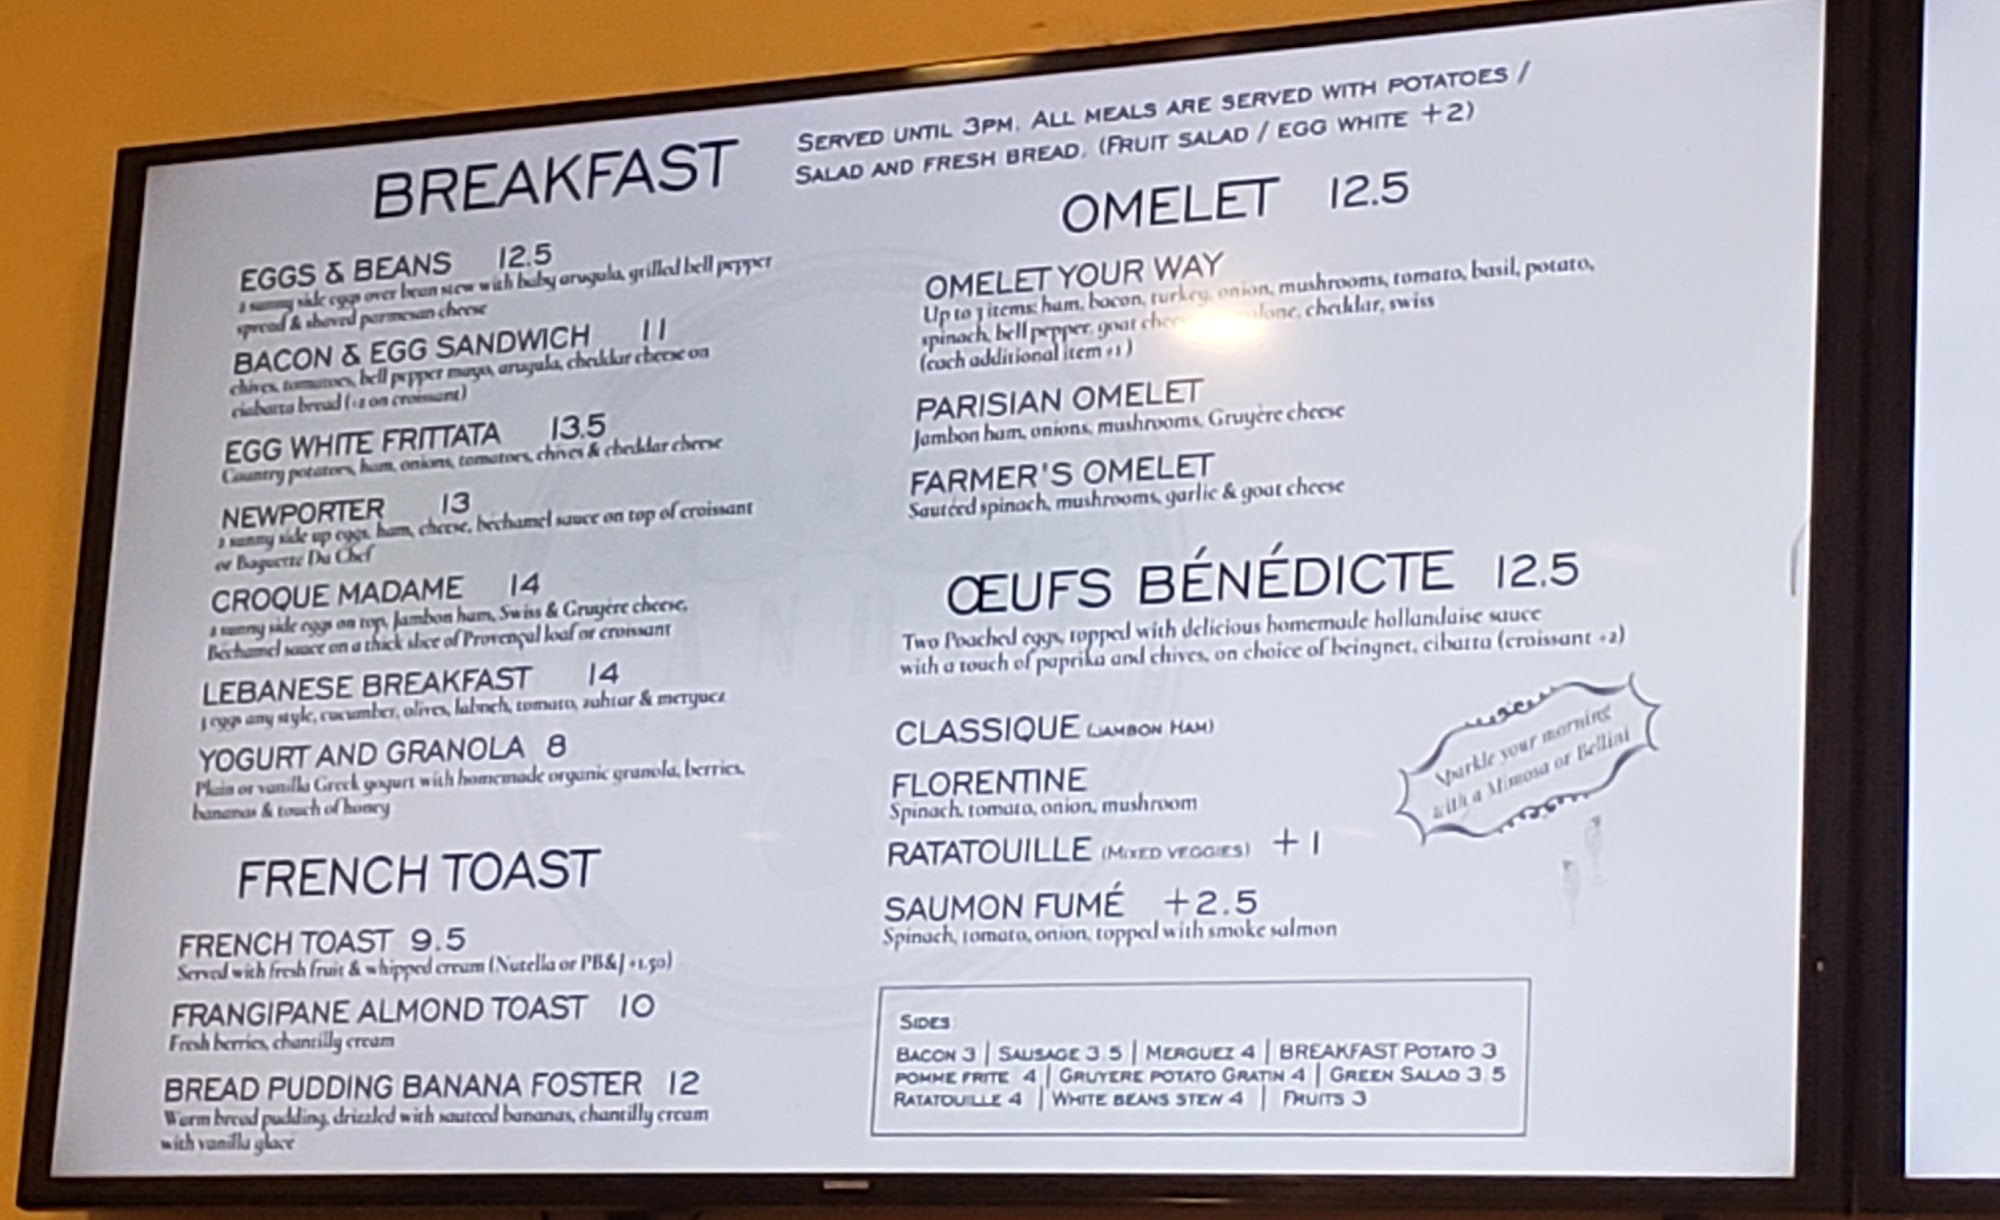 BREAKFAST
SERVED UNTIL 3PM. ALL MEALS ARE SERVED WITH POTATOES /
SALAD AND FRESH BREAD. (FRUIT SALAD / EGG WHITE +2)
EGGS & BEANS 12.5
2 sunny side eggs over bean stew with baby arugula, grilled bell pepper
spread & shaved parmesan cheese
BACON & EGG SANDWICH 11
chives, tomatoes, bell pepper mayo, arugula, cheddar cheese on
ciabatta bread (+2 on croissant)
EGG WHITE FRITTATA 13.5
Country potatoes, ham, onions, tomatoes, chives & cheddar cheese
NEWPORTER 13
2 sunny side up eggs, ham, cheese, béchamel sauce on top of croissant
or Baguette Du Chef
CROQUE MADAME 14
2 sunny side eggs on top, Jambon ham, Swiss & Gruyère cheese,
Béchamel sauce on a thick slice of Provençal loaf or croissant
LEBANESE BREAKFAST 14
3 eggs any style, cucumber, olives, labneh, tomato, zahtar & merguez
YOGURT AND GRANOLA 8
Plain or vanilla Greek yogurt with homemade organic granola, berries,
bananas & touch of honey
FRENCH TOAST
FRENCH TOAST 9.5
Served with fresh fruit & whipped cream (Nutella or PB&J +1.50)
FRANGIPANE ALMOND TOAST 10
Fresh berries, chantilly cream
BREAD PUDDING BANANA FOSTER 12
Warm bread pudding, drizzled with sauteed bananas, chantilly cream
with vanilla glace
OMELET 12.5
OMELET YOUR WAY
Up to 3 items: ham, bacon, turkey, onion, mushrooms, tomato, basil, potato,
spinach, bell pepper, goat cheddar, swiss
(each additional item +1)
PARISIAN OMELET
Jambon ham, onions, mushrooms, Gruyère cheese
FARMER'S OMELET
Sautéed spinach, mushrooms, garlic & goat cheese
ŒUFS BÉNÉDICTE 12.5
Two Poached eggs, topped with delicious homemade hollandaise sauce
with a touch of paprika and chives, on choice of beingnet, cibatta (croissant +2)
CLASSIQUE (JAMBON HAM)
FLORENTINE
Spinach, tomato, onion, mushroom
RATATOUILLE (MIXED VEGGIES) +1
SAUMON FUMÉ +2.5
Spinach, tomato, onion, topped with smoke salmon
Sparkle your morning
with a Mimosa or Bellini
SIDES
BACON 3 | SAUSAGE 3.5 | MERGUEZ 4 | BREAKFAST POTATO 3
POMME FRITE 4 | GRUYERE POTATO GRATIN 4 | GREEN SALAD 3.5
RATATOUILLE 4 | WHITE BEANS STEW 4 | FRUITS 3